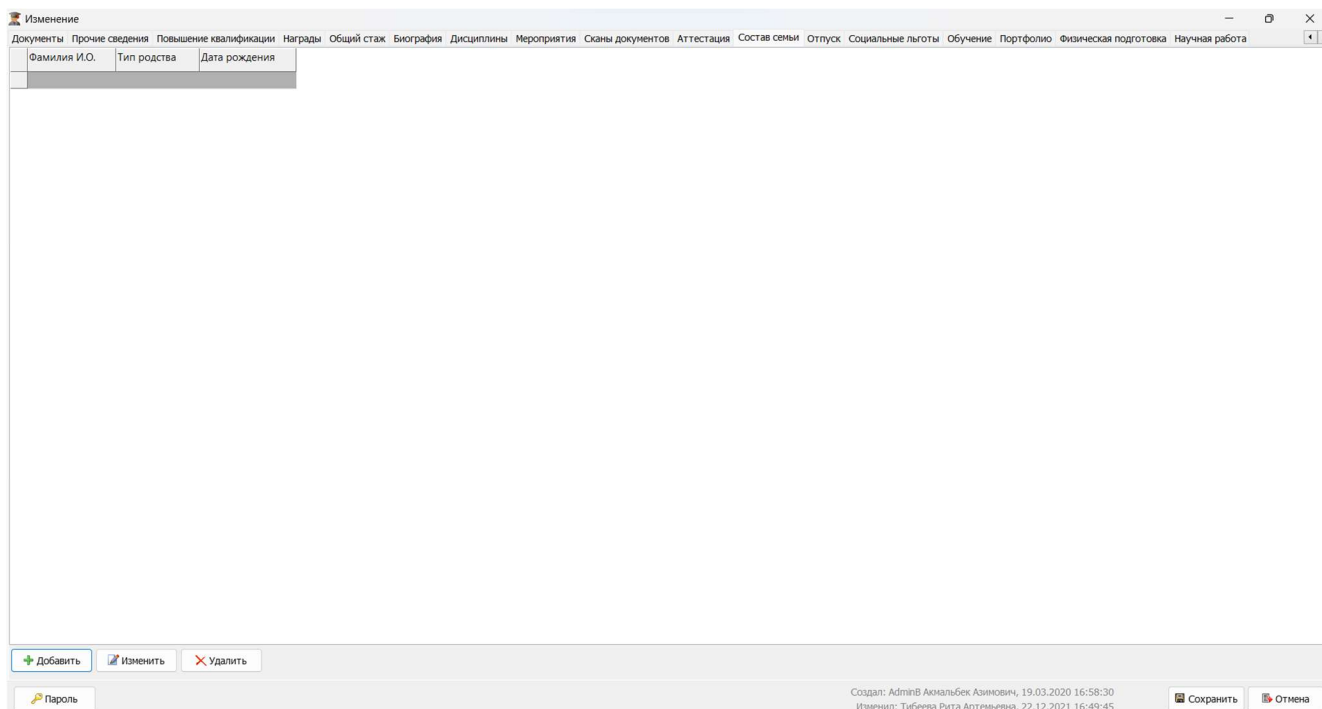 Изменение
Документы Прочие сведения Повышение квалификации Награды Общий стаж Биография Дисциплины Мероприятия Сканы документов Аттестация Состав семьи Отпуск Социальные льготы Обучение Портфолио Физическая подготовка Научная работа
Фамилия И.О. Тип родства Дата рождения
Добавить Изменить Удалить
Пароль
Создал: AdminB Акмальбек Азимович, 19.03.2020 16:58:30
Изменил: Тибеева Рита Артемьевна, 22.12.2021 16:49:45
Сохранить Отмена